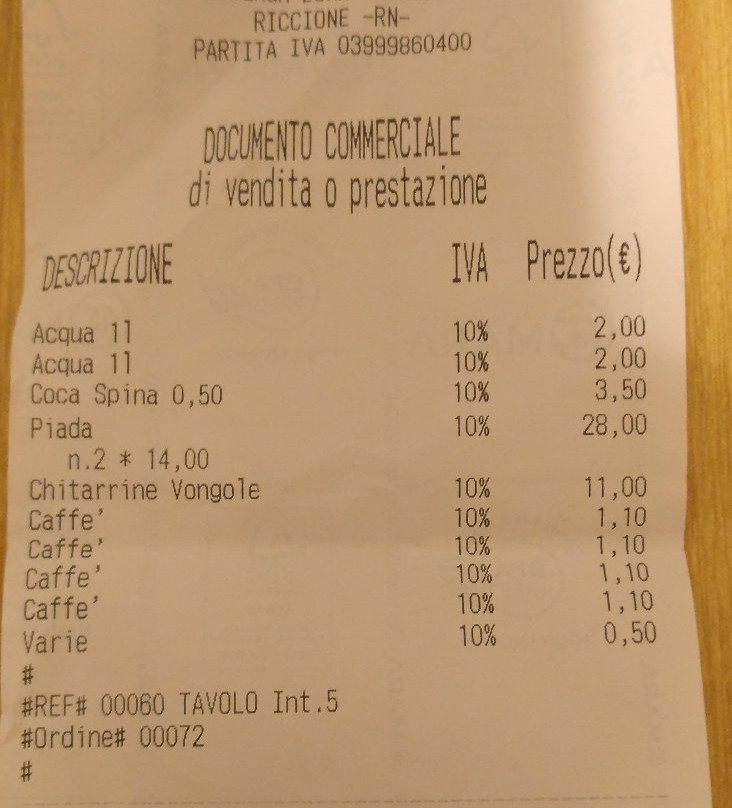 RICCIONE -RN-
PARTITA IVA 03999860400
DOCUMENTO COMMERCIALE
di vendita o prestazione
DESCRIZIONE IVA Prezzo(€)
Acqua 1l 10% 2,00
Acqua 1l 10% 2,00
Coca Spina 0,50 10% 3,50
Piada 10% 28,00
n.2 * 14,00
Chitarrine Vongole 10% 11,00
Caffe' 10% 1,10
Caffe' 10% 1,10
Caffe' 10% 1,10
Caffe' 10% 1,10
Varie 10% 0,50
#
#REF# 00060 TAVOLO Int.5
#Ordine# 00072
#